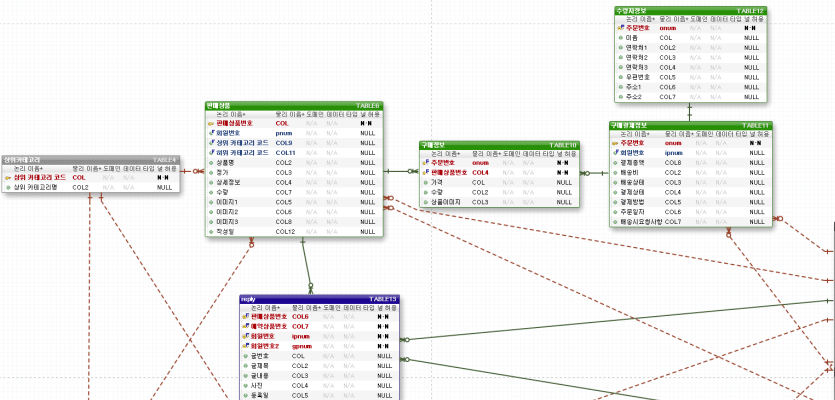 수령자정보 TABLE12
논리 이름* 물리 이름* 도메인 데이터 타입 널 허용
주문번호 onum N/A N/A N-N
이름 COL N/A N/A NULL
연락처1 COL2 N/A N/A NULL
연락처2 COL3 N/A N/A NULL
연락처3 COL4 N/A N/A NULL
우편번호 COL5 N/A N/A NULL
주소1 COL6 N/A N/A NULL
주소2 COL7 N/A N/A NULL
판매상품 TABLE6
논리 이름* 물리 이름* 도메인 데이터 타입 널 허용
판매상품번호 COL N/A N/A N-N
회원번호 pnum N/A N/A NULL
상위 카테고리 코드 COL9 N/A N/A NULL
하위 카테고리 코드 COL11 N/A N/A NULL
상품명 COL2 N/A N/A NULL
정가 COL3 N/A N/A NULL
상세정보 COL4 N/A N/A NULL
수량 COL7 N/A N/A NULL
이미지1 COL5 N/A N/A NULL
이미지2 COL6 N/A N/A NULL
이미지3 COL8 N/A N/A NULL
작성일 COL12 N/A N/A NULL
구매결제정보 TABLE11
논리 이름* 물리 이름* 도메인 데이터 타입 널 허용
주문번호 onum N/A N/A N-N
회원번호 ipnum N/A N/A NULL
결제총액 COL8 N/A N/A NULL
배송비 COL2 N/A N/A NULL
배송상태 COL3 N/A N/A NULL
결제상태 COL4 N/A N/A NULL
결제방법 COL5 N/A N/A NULL
주문일자 COL6 N/A N/A NULL
배송시요청사항 COL7 N/A N/A NULL
구매정보 TABLE10
논리 이름* 물리 이름* 도메인 데이터 타입 널 허용
주문번호 onum N/A N/A N-N
판매상품번호 COL4 N/A N/A N-N
가격 COL N/A N/A NULL
수량 COL2 N/A N/A NULL
상품이미지 COL3 N/A N/A NULL
상위카테고리 TABLE4
논리 이름* 물리 이름* 도메인 데이터 타입 널 허용
상위 카테고리 코드 COL N/A N/A N-N
상위 카테고리명 COL2 N/A N/A NULL
reply TABLE13
논리 이름* 물리 이름* 도메인 데이터 타입 널 허용
판매상품번호 COL6 N/A N/A N-N
예약상품번호 COL7 N/A N/A N-N
회원번호 ipnum N/A N/A N-N
회원번호2 gpnum N/A N/A N-N
글번호 COL N/A N/A NULL
글제목 COL2 N/A N/A NULL
글내용 COL3 N/A N/A NULL
사진 COL4 N/A N/A NULL
등록일 COL5 N/A N/A NULL